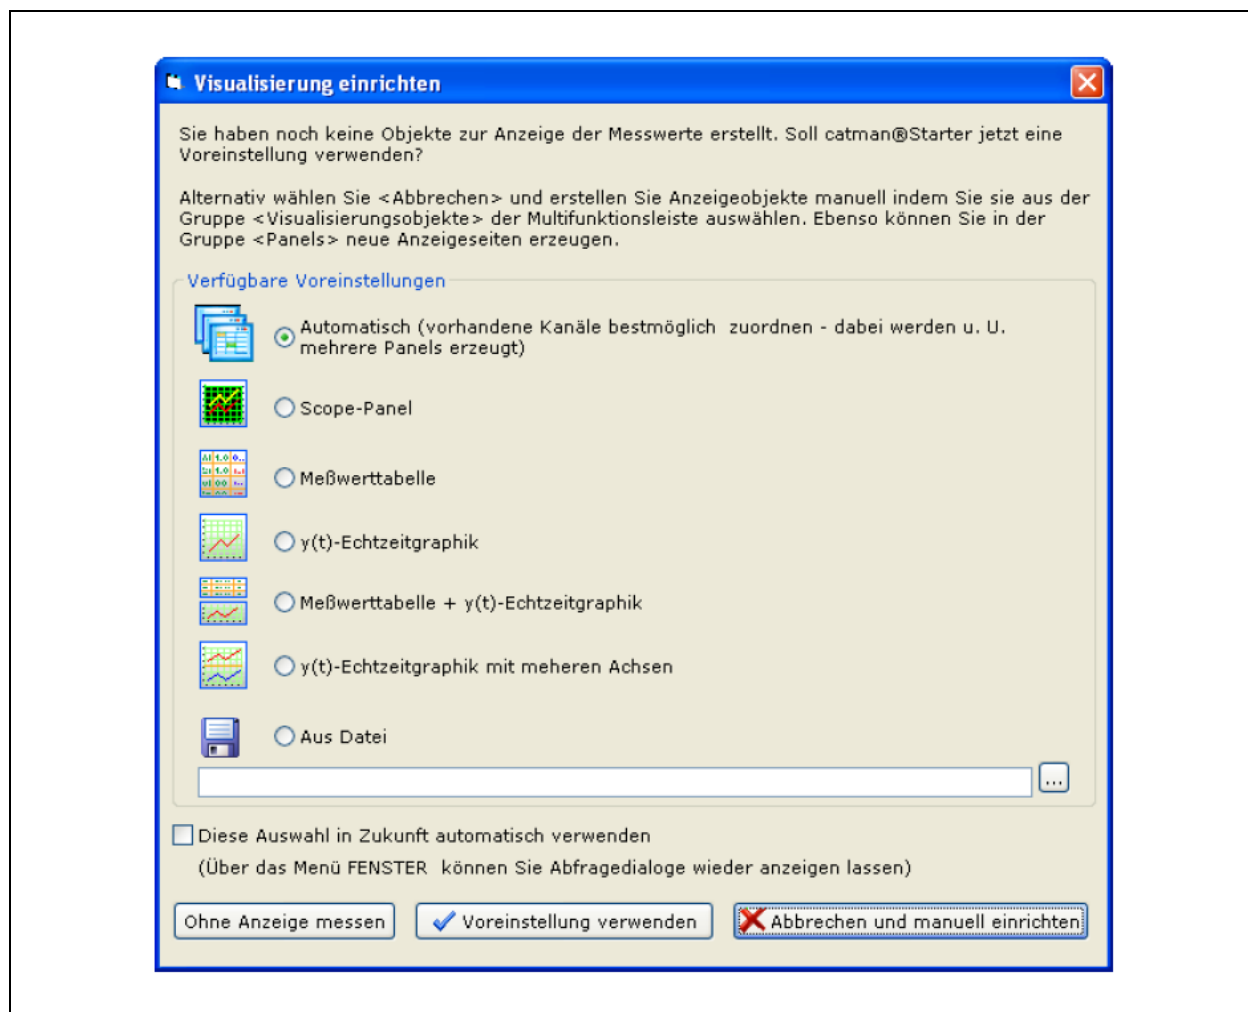 Visualisierung einrichten
Sie haben noch keine Objekte zur Anzeige der Messwerte erstellt. Soll catman®Starter jetzt eine
Voreinstellung verwenden?
Alternativ wählen Sie <Abbrechen> und erstellen Sie Anzeigeobjekte manuell indem Sie sie aus der
Gruppe <Visualisierungsobjekte> der Multifunktionsleiste auswählen. Ebenso können Sie in der
Gruppe <Panels> neue Anzeigeseiten erzeugen.
Verfügbare Voreinstellungen
Automatisch (vorhandene Kanäle bestmöglich zuordnen - dabei werden u. U.
mehrere Panels erzeugt)
Scope-Panel
Meßwerttabelle
y(t)-Echtzeitgraphik
Meßwerttabelle + y(t)-Echtzeitgraphik
y(t)-Echtzeitgraphik mit meheren Achsen
Aus Datei
...
Diese Auswahl in Zukunft automatisch verwenden
(Über das Menü FENSTER können Sie Abfragedialoge wieder anzeigen lassen)
Ohne Anzeige messen
Voreinstellung verwenden
Abbrechen und manuell einrichten